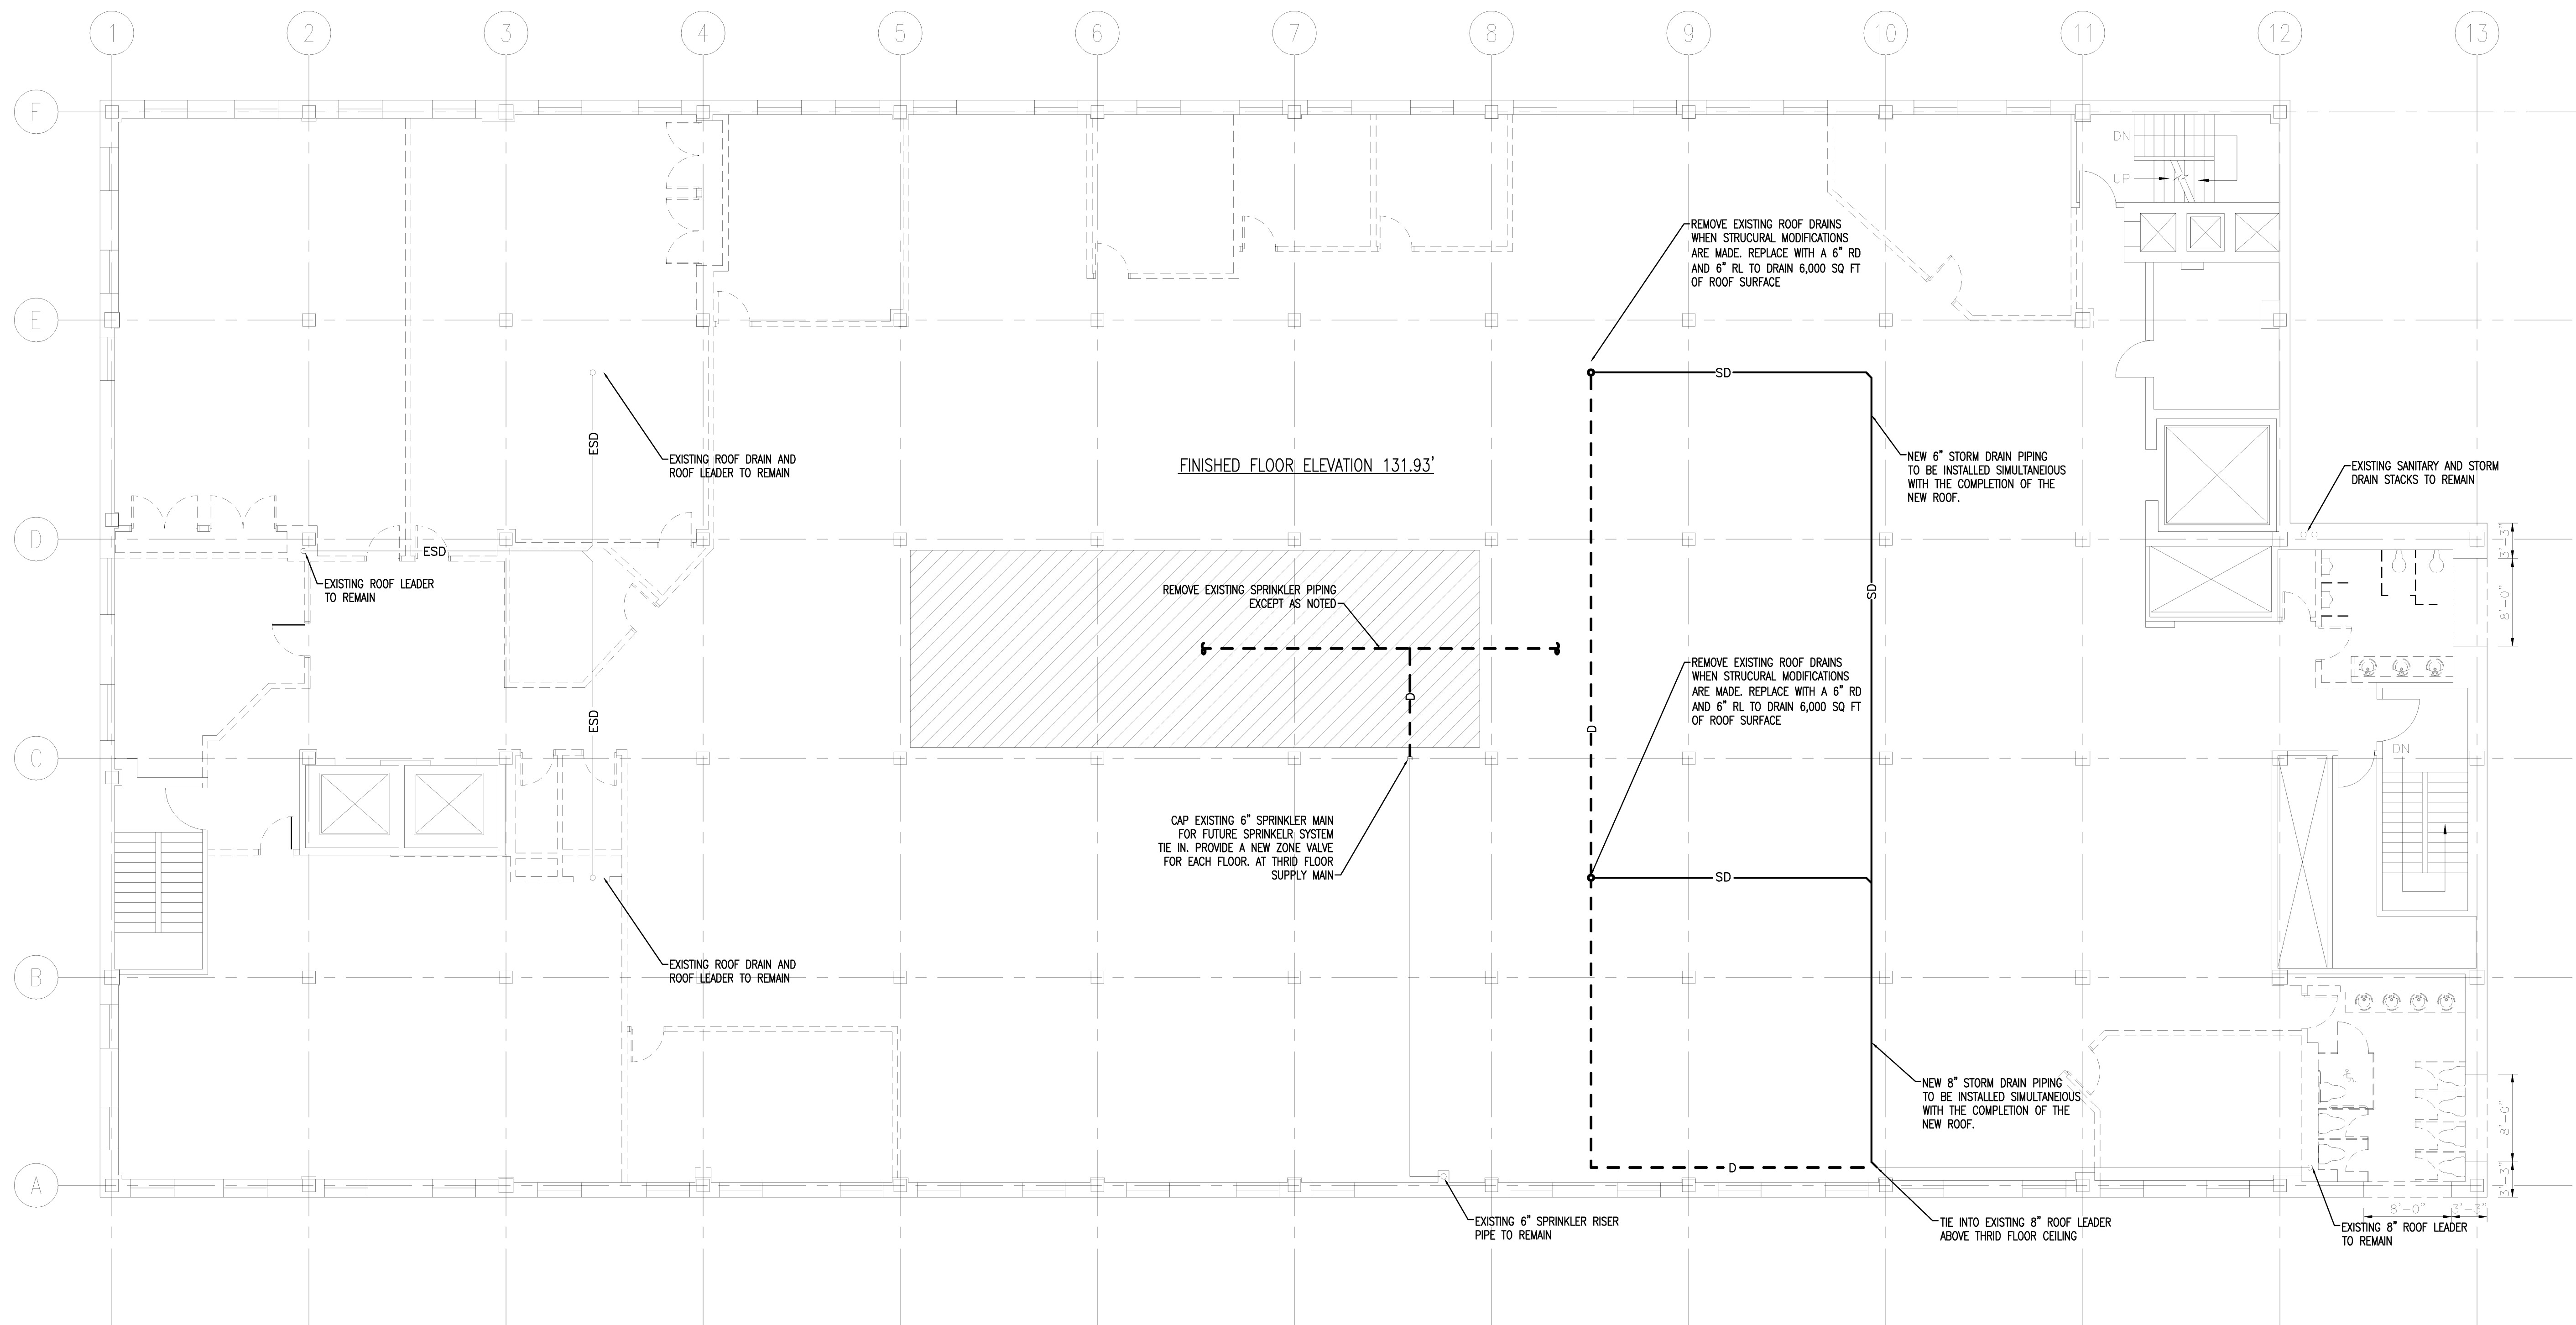 1
2
3
4
5
6
7
8
9
10
11
12
13
F
DN
UP
REMOVE EXISTING ROOF DRAINS
WHEN STRUCURAL MODIFICATIONS
ARE MADE. REPLACE WITH A 6" RD
AND 6" RL TO DRAIN 6,000 SQ FT
OF ROOF SURFACE
E
SD
ESD
EXISTING ROOF DRAIN AND
ROOF LEADER TO REMAIN
FINISHED FLOOR ELEVATION 131.93'
NEW 6" STORM DRAIN PIPING
TO BE INSTALLED SIMULTANEIOUS
WITH THE COMPLETION OF THE
NEW ROOF.
EXISTING SANITARY AND STORM
DRAIN STACKS TO REMAIN
D
ESD
3'-3"
EXISTING ROOF LEADER
TO REMAIN
REMOVE EXISTING SPRINKLER PIPING
EXCEPT AS NOTED
SD
8'-0"
REMOVE EXISTING ROOF DRAINS
WHEN STRUCURAL MODIFICATIONS
ARE MADE. REPLACE WITH A 6" RD
AND 6" RL TO DRAIN 6,000 SQ FT
OF ROOF SURFACE
D
ESD
D
DN
C
CAP EXISTING 6" SPRINKLER MAIN
FOR FUTURE SPRINKELR SYSTEM
TIE IN. PROVIDE A NEW ZONE VALVE
FOR EACH FLOOR. AT THRID FLOOR
SUPPLY MAIN
SD
EXISTING ROOF DRAIN AND
ROOF LEADER TO REMAIN
B
NEW 8" STORM DRAIN PIPING
TO BE INSTALLED SIMULTANEIOUS
WITH THE COMPLETION OF THE
NEW ROOF.
8'-0"
D
3'-3"
A
8'-0"
3'-3"
EXISTING 6" SPRINKLER RISER
PIPE TO REMAIN
TIE INTO EXISTING 8" ROOF LEADER
ABOVE THRID FLOOR CEILING
EXISTING 8" ROOF LEADER
TO REMAIN